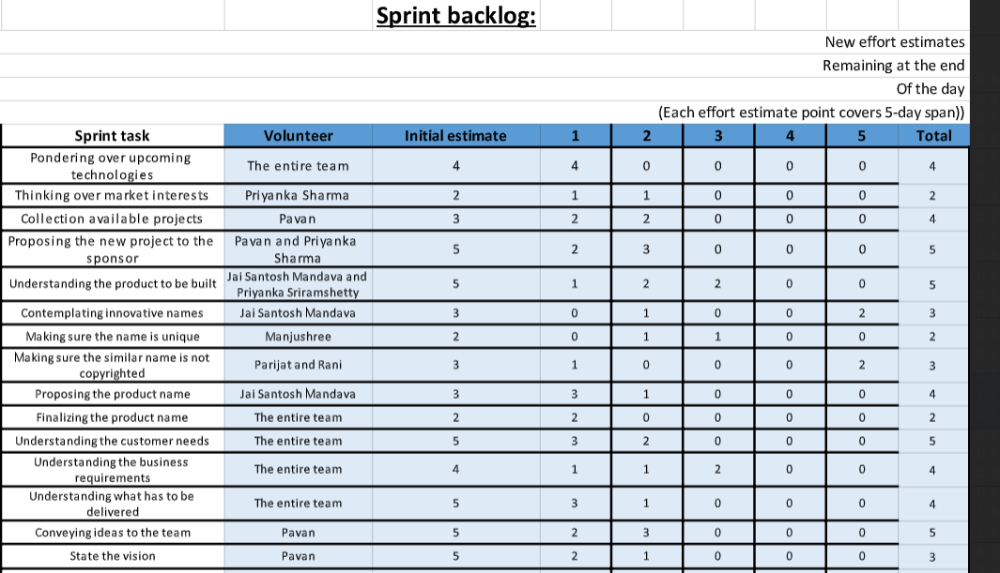 Sprint backlog:
New effort estimates
Remaining at the end
Of the day
(Each effort estimate point covers 5-day span))
Sprint task Volunteer Initial estimate 1 2 3 4 5 Total
Pondering over upcoming technologies The entire team 4 4 0 0 0 0 4
Thinking over market interests Priyanka Sharma 2 1 1 0 0 0 2
Collection available projects Pavan 3 2 2 0 0 0 4
Proposing the new project to the sponsor Pavan and Priyanka Sharma 5 2 3 0 0 0 5
Understanding the product to be built Jai Santosh Mandava and Priyanka Sriramshetty 5 1 2 2 0 0 5
Contemplating innovative names Jai Santosh Mandava 3 0 1 0 0 2 3
Making sure the name is unique Manjushree 2 0 1 1 0 0 2
Making sure the similar name is not copyrighted Parijat and Rani 3 1 0 0 0 2 3
Proposing the product name Jai Santosh Mandava 3 3 1 0 0 0 4
Finalizing the product name The entire team 2 2 0 0 0 0 2
Understanding the customer needs The entire team 5 3 2 0 0 0 5
Understanding the business requirements The entire team 4 1 1 2 0 0 4
Understanding what has to be delivered The entire team 5 3 1 0 0 0 4
Conveying ideas to the team Pavan 5 2 3 0 0 0 5
State the vision Pavan 5 2 1 0 0 0 3